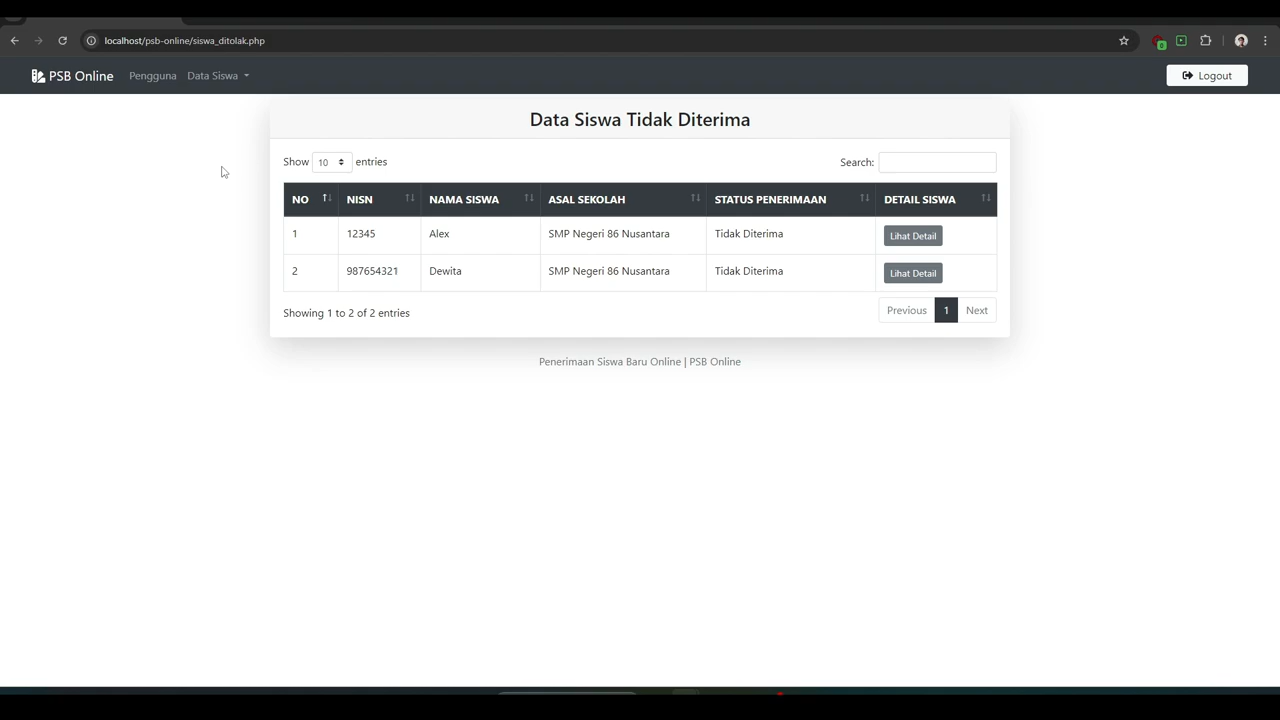 localhost/psb-online/siswa_ditolak.php
PSB Online Pengguna Data Siswa Logout
Data Siswa Tidak Diterima
Show 10 entries Search:
NO NISN NAMA SISWA ASAL SEKOLAH STATUS PENERIMAAN DETAIL SISWA
1 12345 Alex SMP Negeri 86 Nusantara Tidak Diterima Lihat Detail
2 987654321 Dewita SMP Negeri 86 Nusantara Tidak Diterima Lihat Detail
Showing 1 to 2 of 2 entries Previous 1 Next
Penerimaan Siswa Baru Online | PSB Online